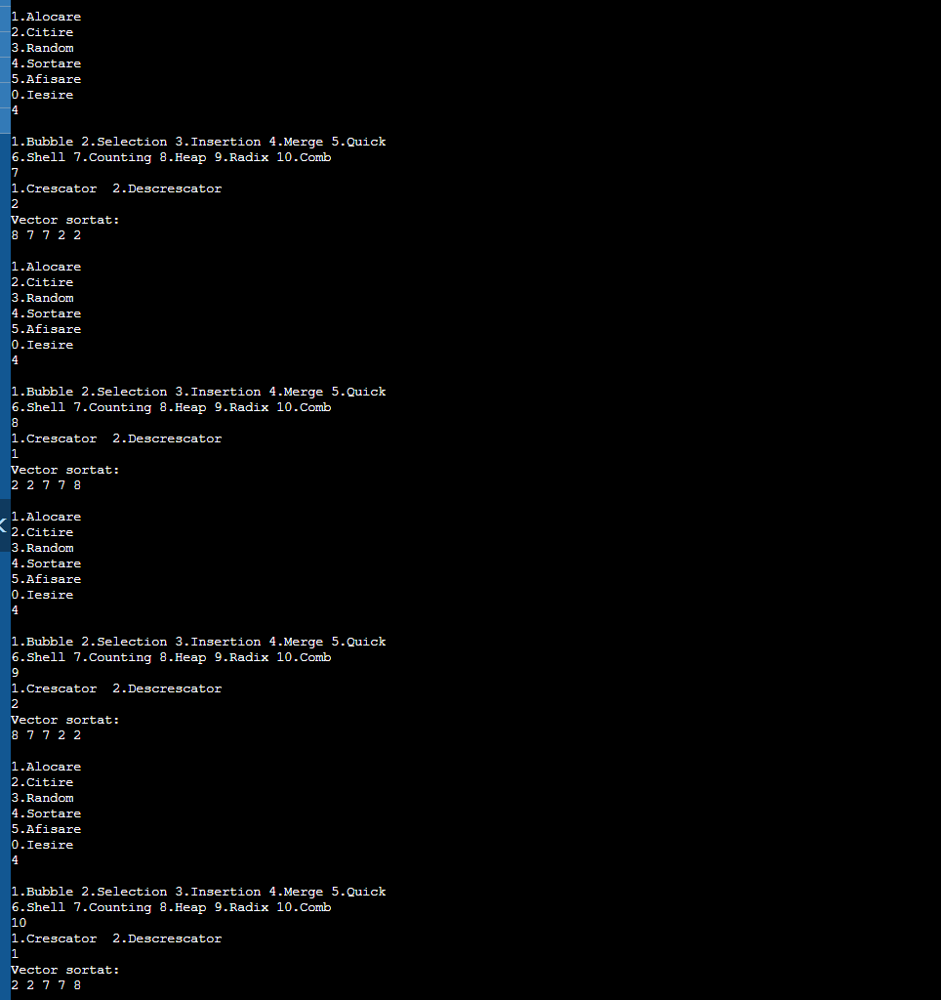 1.Alocare
2.Citire
3.Random
4.Sortare
5.Afisare
0.Iesire
4
1.Bubble 2.Selection 3.Insertion 4.Merge 5.Quick
6.Shell 7.Counting 8.Heap 9.Radix 10.Comb
7
1.Crescator  2.Descrescator
2
Vector sortat:
8 7 7 2 2
1.Alocare
2.Citire
3.Random
4.Sortare
5.Afisare
0.Iesire
4
1.Bubble 2.Selection 3.Insertion 4.Merge 5.Quick
6.Shell 7.Counting 8.Heap 9.Radix 10.Comb
8
1.Crescator  2.Descrescator
1
Vector sortat:
2 2 7 7 8
1.Alocare
2.Citire
3.Random
4.Sortare
5.Afisare
0.Iesire
4
1.Bubble 2.Selection 3.Insertion 4.Merge 5.Quick
6.Shell 7.Counting 8.Heap 9.Radix 10.Comb
9
1.Crescator  2.Descrescator
2
Vector sortat:
8 7 7 2 2
1.Alocare
2.Citire
3.Random
4.Sortare
5.Afisare
0.Iesire
4
1.Bubble 2.Selection 3.Insertion 4.Merge 5.Quick
6.Shell 7.Counting 8.Heap 9.Radix 10.Comb
10
1.Crescator  2.Descrescator
1
Vector sortat:
2 2 7 7 8